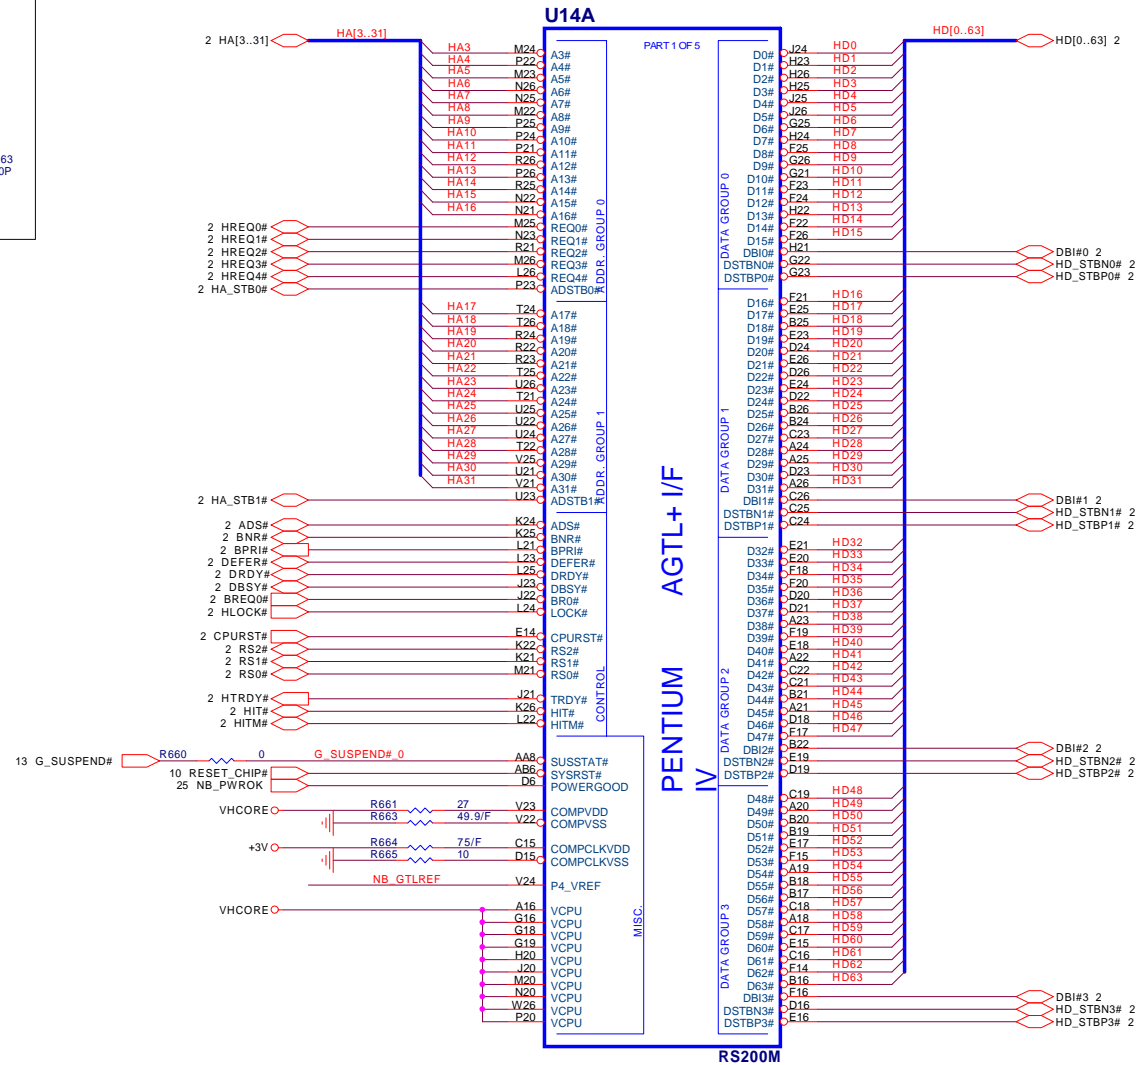 U14A
PART 1 OF 5
63
0P
2 HA[3..31] HA[3..31]
HD[0..63] HD[0..63] 2
HA3 M24 A3# D0# J24 HD0
HA4 P22 A4# D1# H23 HD1
HA5 M23 A5# D2# H26 HD2
HA6 N26 A6# D3# H25 HD3
HA7 N25 A7# D4# J25 HD4
HA8 M22 A8# D5# J26 HD5
HA9 P25 A9# D6# G25 HD6
HA10 P24 A10# D7# H24 HD7
HA11 P21 A11# D8# F25 HD8
HA12 R26 A12# D9# G26 HD9
HA13 P26 A13# D10# G21 HD10
HA14 R25 A14# D11# F23 HD11
HA15 N22 A15# D12# F24 HD12
HA16 N21 A16# D13# H22 HD13
2 HREQ0# M25 REQ0# D14# F22 HD14
2 HREQ1# N23 REQ1# D15# F26 HD15
2 HREQ2# R21 REQ2# DBI0# H21 DBI#0 2
2 HREQ3# M26 REQ3# DSTBN0# G22 HD_STBN0# 2
2 HREQ4# L26 REQ4# DSTBP0# G23 HD_STBP0# 2
2 HA_STB0# P23 ADSTB0#
ADDR. GROUP 0
DATA GROUP 0
D16# F21 HD16
HA17 T24 A17# D17# E25 HD17
HA18 T26 A18# D18# B25 HD18
HA19 R24 A19# D19# E23 HD19
HA20 R22 A20# D20# D24 HD20
HA21 R23 A21# D21# E26 HD21
HA22 T25 A22# D22# D26 HD22
HA23 U26 A23# D23# E24 HD23
HA24 T21 A24# D24# D22 HD24
HA25 U25 A25# D25# B26 HD25
HA26 U22 A26# D26# B24 HD26
HA27 U24 A27# D27# C23 HD27
HA28 T22 A28# D28# A24 HD28
HA29 V25 A29# D29# A25 HD29
HA30 U21 A30# D30# D23 HD30
HA31 V21 A31# D31# A26 HD31
2 HA_STB1# U23 ADSTB1# DBI1# C26 DBI#1 2
DSTBN1# C25 HD_STBN1# 2
DSTBP1# C24 HD_STBP1# 2
ADDR. GROUP 1
DATA GROUP 1
2 ADS# K24 ADS#
2 BNR# K25 BNR#
2 BPRI# L21 BPRI# D32# E21 HD32
2 DEFER# L23 DEFER# D33# E20 HD33
2 DRDY# L25 DRDY# D34# F18 HD34
2 DBSY# J23 DBSY# D35# F20 HD35
2 BREQ0# J22 BR0# D36# D20 HD36
2 HLOCK# L24 LOCK# D37# D21 HD37
D38# A23 HD38
2 CPURST# E14 CPURST# D39# F19 HD39
2 RS2# K22 RS2# D40# E18 HD40
2 RS1# K21 RS1# D41# A22 HD41
2 RS0# M21 RS0# D42# C22 HD42
D43# C21 HD43
2 HTRDY# J21 TRDY# D44# B21 HD44
2 HIT# K26 HIT# D45# A21 HD45
2 HITM# L22 HITM# D46# D18 HD46
D47# F17 HD47
CONTROL
DATA GROUP 2
PENTIUM IV AGTL+ I/F
DBI2# B22 DBI#2 2
13 G_SUSPEND# R660 0 G_SUSPEND#_0 AA8 SUSSTAT# DSTBN2# E19 HD_STBN2# 2
10 RESET_CHIP# AB6 SYSRST# DSTBP2# D19 HD_STBP2# 2
25 NB_PWROK D6 POWERGOOD
D48# C19 HD48
VHCORE R661 27 V23 COMPVDD D49# A20 HD49
R663 49.9/F V22 COMPVSS D50# B20 HD50
D51# B19 HD51
+3V R664 75/F C15 COMPCLKVDD D52# E17 HD52
R665 10 D15 COMPCLKVSS D53# F15 HD53
D54# A19 HD54
NB_GTLREF V24 P4_VREF D55# B18 HD55
D56# B17 HD56
VHCORE A16 VCPU D57# C18 HD57
G16 VCPU D58# A18 HD58
G18 VCPU D59# C17 HD59
G19 VCPU D60# E15 HD60
H20 VCPU D61# C16 HD61
J20 VCPU D62# F14 HD62
M20 VCPU D63# B16 HD63
N20 VCPU DBI3# F16 DBI#3 2
W26 VCPU DSTBN3# D16 HD_STBN3# 2
P20 VCPU DSTBP3# E16 HD_STBP3# 2
MISC.
DATA GROUP 3
RS200M